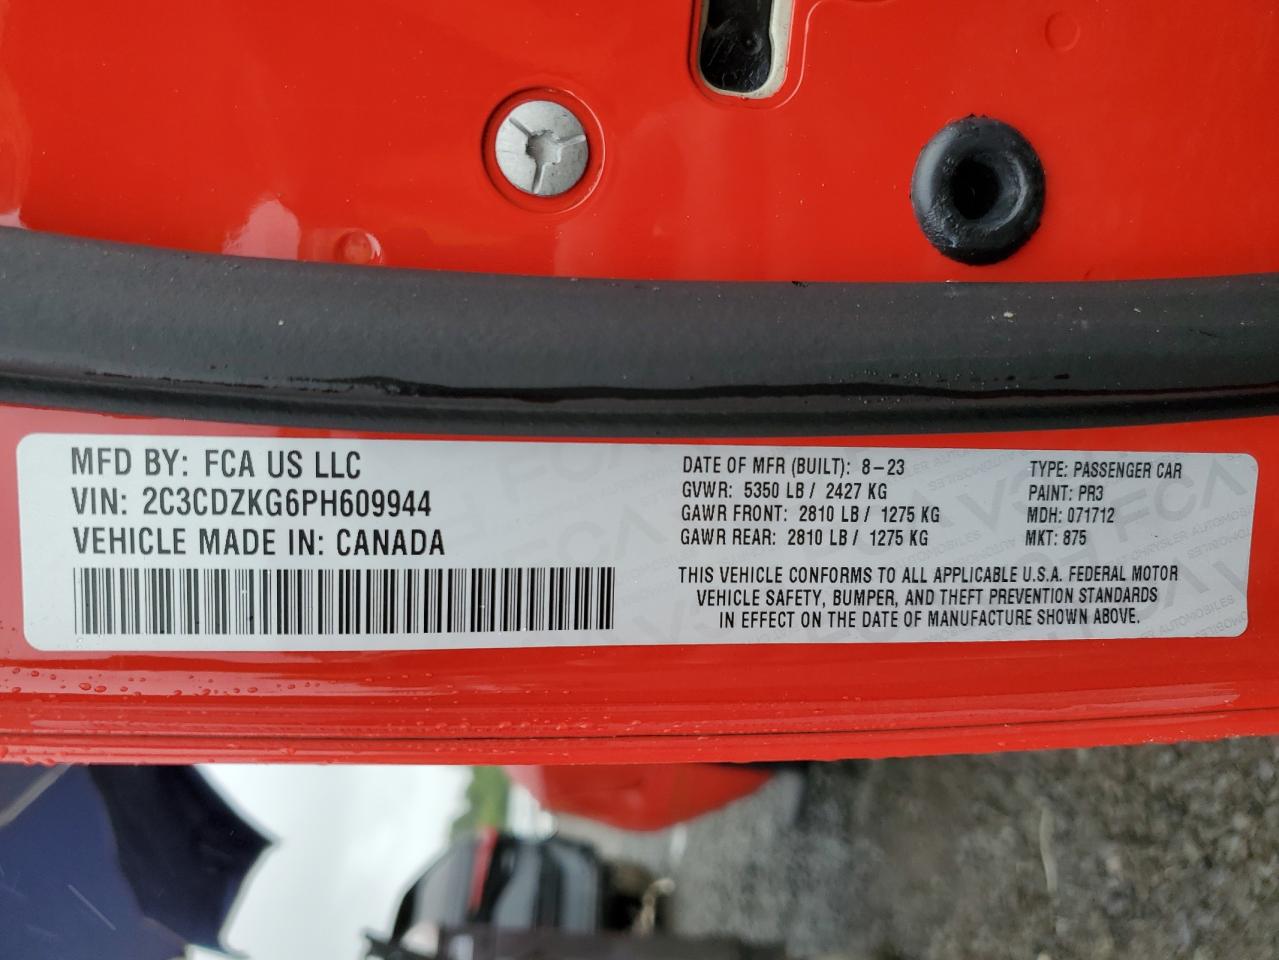 MFD BY: FCA US LLC
VIN: 2C3CDZKG6PH609944
VEHICLE MADE IN: CANADA
DATE OF MFR (BUILT): 8-23
GVWR: 5350 LB / 2427 KG
GAWR FRONT: 2810 LB / 1275 KG
GAWR REAR: 2810 LB / 1275 KG
TYPE: PASSENGER CAR
PAINT: PR3
MDH: 071712
MKT: 875
THIS VEHICLE CONFORMS TO ALL APPLICABLE U.S.A. FEDERAL MOTOR
VEHICLE SAFETY, BUMPER, AND THEFT PREVENTION STANDARDS
IN EFFECT ON THE DATE OF MANUFACTURE SHOWN ABOVE.